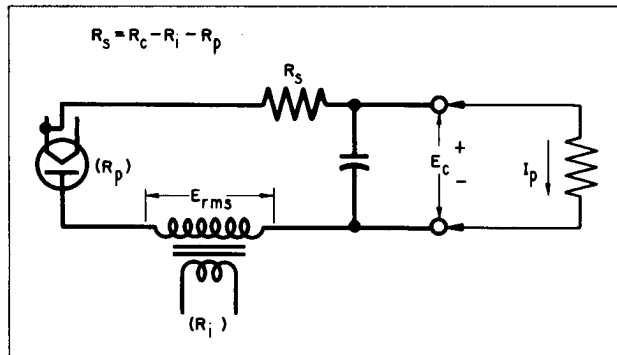 R_s = R_c - R_i - R_p
R_s
(R_p)
E_rms
+
E_c
-
I_p
(R_i)